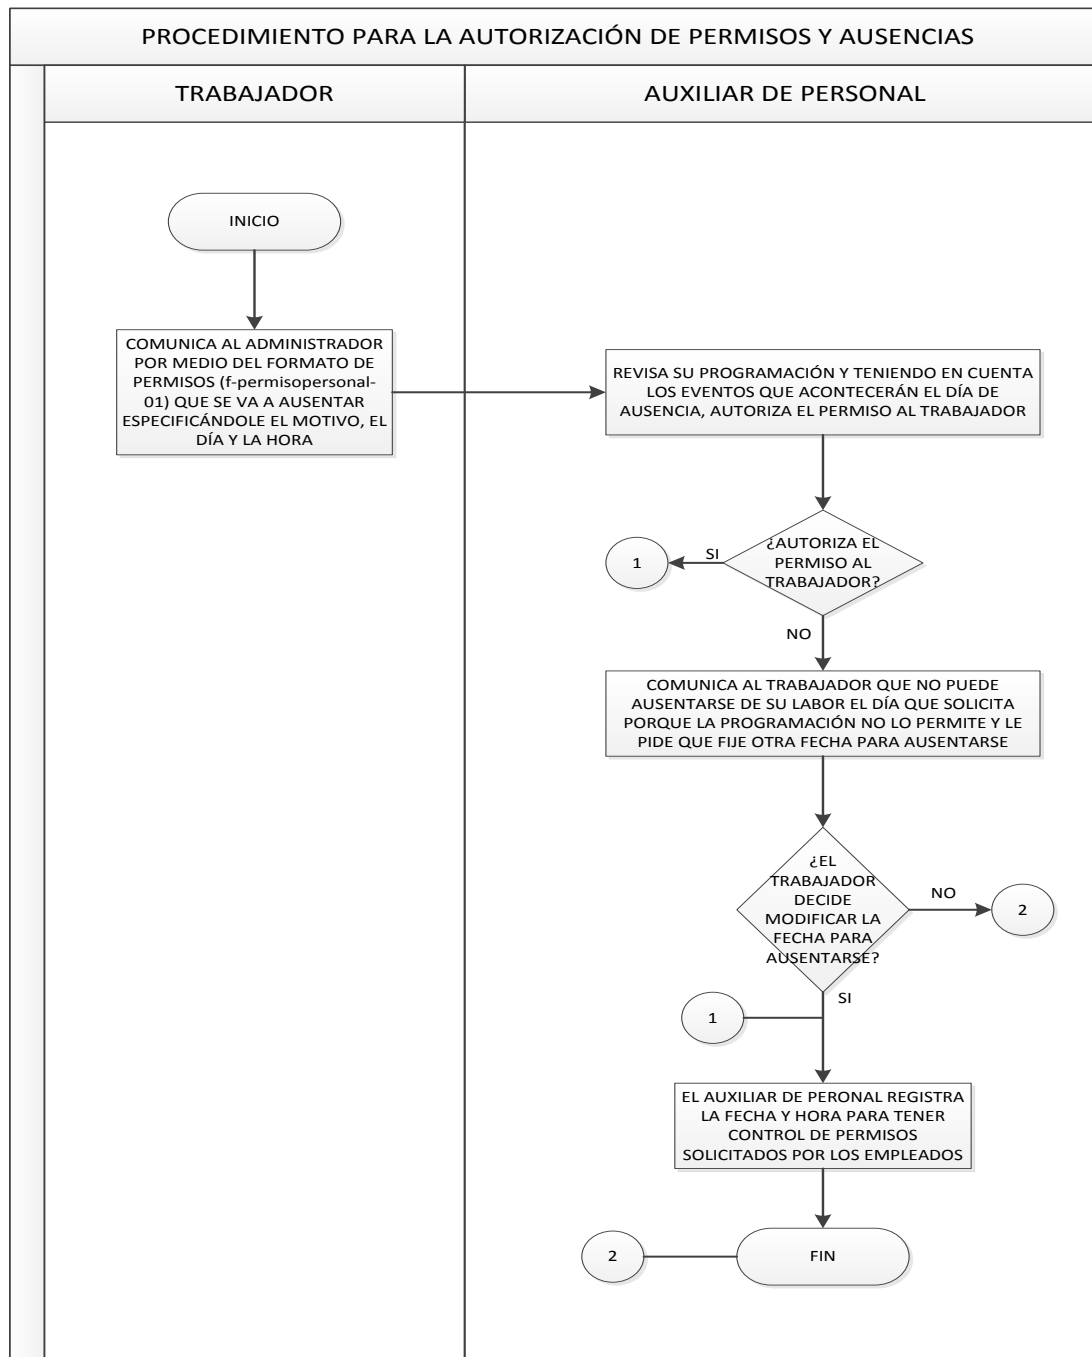 PROCEDIMIENTO PARA LA AUTORIZACIÓN DE PERMISOS Y AUSENCIAS
TRABAJADOR
AUXILIAR DE PERSONAL
INICIO
COMUNICA AL ADMINISTRADOR
POR MEDIO DEL FORMATO DE
PERMISOS (f-permisopersonal-
01) QUE SE VA A AUSENTAR
ESPECIFICÁNDOLE EL MOTIVO, EL
DÍA Y LA HORA
REVISA SU PROGRAMACIÓN Y TENIENDO EN CUENTA
LOS EVENTOS QUE ACONTECERÁN EL DÍA DE
AUSENCIA, AUTORIZA EL PERMISO AL TRABAJADOR
¿AUTORIZA EL
PERMISO AL
TRABAJADOR?
SI
1
NO
COMUNICA AL TRABAJADOR QUE NO PUEDE
AUSENTARSE DE SU LABOR EL DÍA QUE SOLICITA
PORQUE LA PROGRAMACIÓN NO LO PERMITE Y LE
PIDE QUE FIJE OTRA FECHA PARA AUSENTARSE
¿EL
TRABAJADOR
DECIDE
MODIFICAR LA
FECHA PARA
AUSENTARSE?
NO
2
SI
1
EL AUXILIAR DE PERONAL REGISTRA
LA FECHA Y HORA PARA TENER
CONTROL DE PERMISOS
SOLICITADOS POR LOS EMPLEADOS
2
FIN